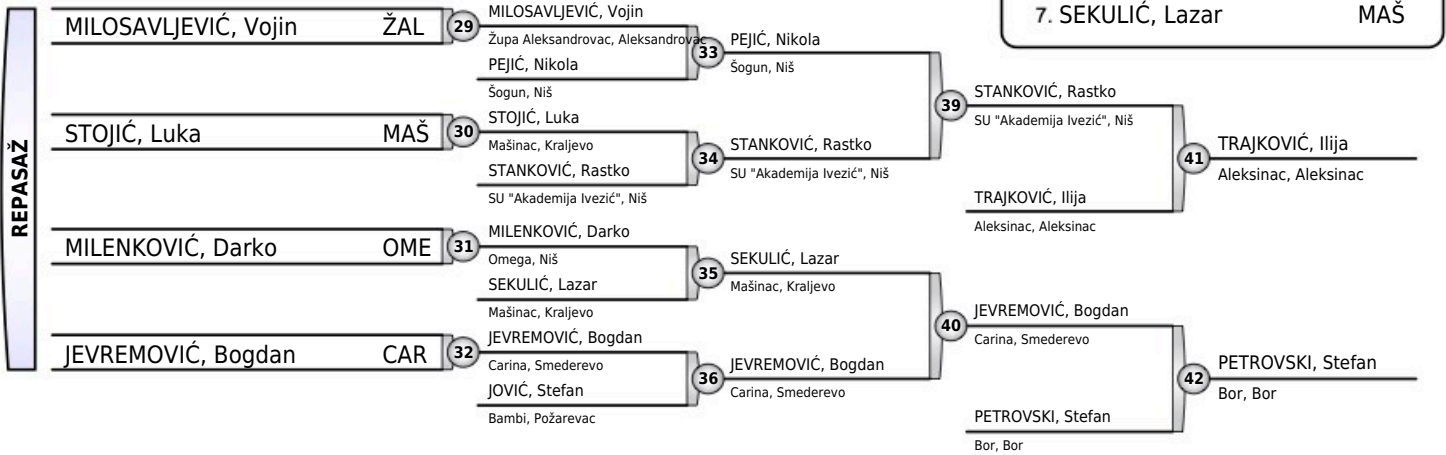 7. SEKULIĆ, Lazar MAŠ
REPASAŽ
MILOSAVLJEVIĆ, Vojin ŽAL
STOJIĆ, Luka MAŠ
MILENKOVIĆ, Darko OME
JEVREMOVIĆ, Bogdan CAR
29
MILOSAVLJEVIĆ, Vojin
Župa Aleksandrovac, Aleksandrovac
PEJIĆ, Nikola
Šogun, Niš
30
STOJIĆ, Luka
Mašinac, Kraljevo
STANKOVIĆ, Rastko
SU "Akademija Ivezić", Niš
31
MILENKOVIĆ, Darko
Omega, Niš
SEKULIĆ, Lazar
Mašinac, Kraljevo
32
JEVREMOVIĆ, Bogdan
Carina, Smederevo
JOVIĆ, Stefan
Bambi, Požarevac
33
PEJIĆ, Nikola
Šogun, Niš
34
STANKOVIĆ, Rastko
SU "Akademija Ivezić", Niš
35
SEKULIĆ, Lazar
Mašinac, Kraljevo
36
JEVREMOVIĆ, Bogdan
Carina, Smederevo
39
STANKOVIĆ, Rastko
SU "Akademija Ivezić", Niš
TRAJKOVIĆ, Ilija
Aleksinac, Aleksinac
40
JEVREMOVIĆ, Bogdan
Carina, Smederevo
PETROVSKI, Stefan
Bor, Bor
41
TRAJKOVIĆ, Ilija
Aleksinac, Aleksinac
42
PETROVSKI, Stefan
Bor, Bor